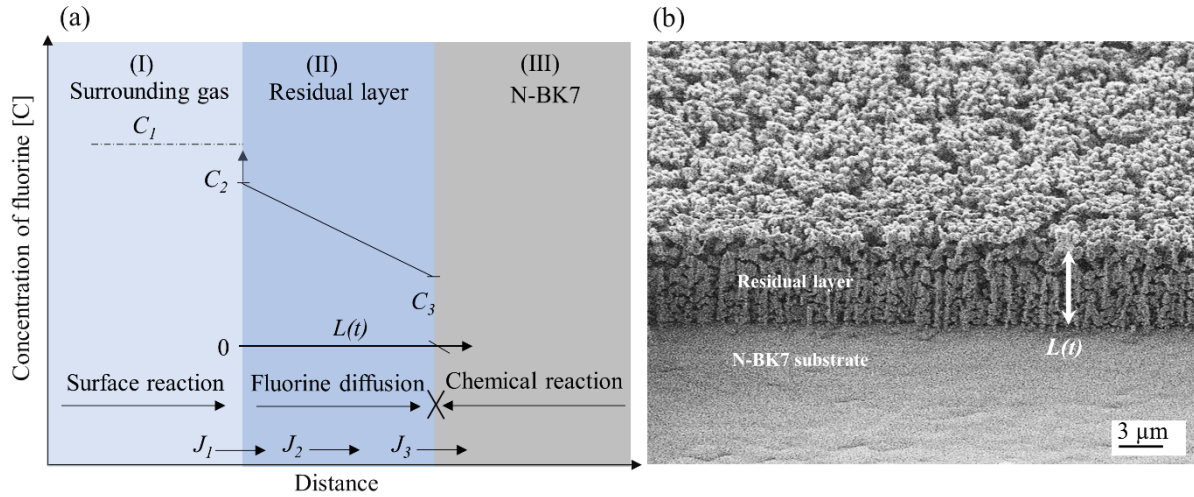 (a)
Concentration of fluorine [C]
(I)
Surrounding gas
(II)
Residual layer
(III)
N-BK7
C1
C2
C3
0
L(t)
Surface reaction
Fluorine diffusion
Chemical reaction
J1
J2
J3
Distance
(b)
Residual layer
N-BK7 substrate
L(t)
3 μm